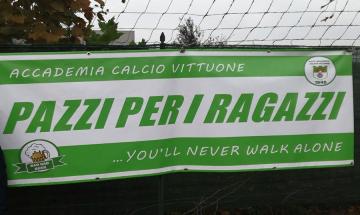 ACCADEMIA CALCIO VITTUONE
PAZZI PER I RAGAZZI
...YOU'LL NEVER WALK ALONE